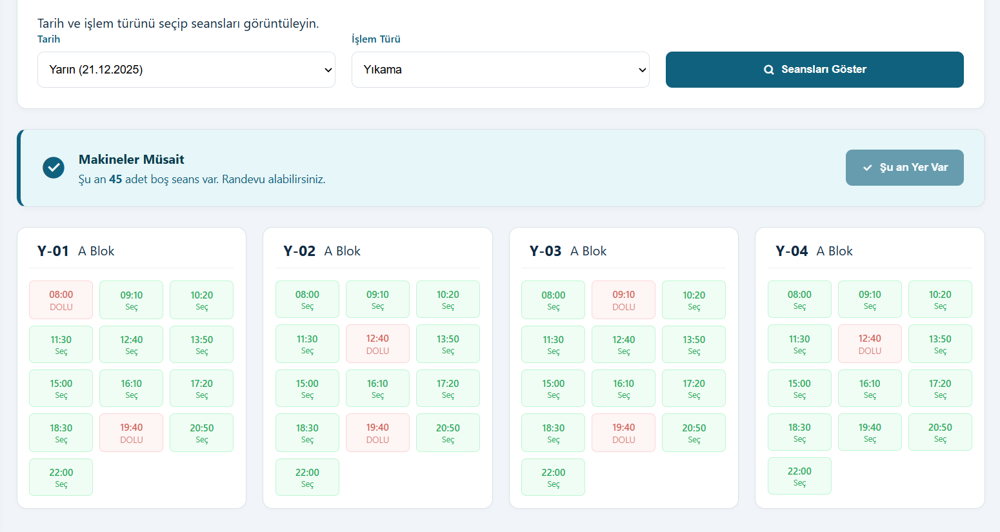 Tarih ve işlem türünü seçip seansları görüntüleyin.
Tarih
İşlem Türü
Yarın (21.12.2025)
Yıkama
Seansları Göster
Makineler Müsait
Şu an 45 adet boş seans var. Randevu alabilirsiniz.
Şu an Yer Var
Y-01 A Blok
08:00 09:10 10:20
DOLU Seç Seç
11:30 12:40 13:50
Seç Seç Seç
15:00 16:10 17:20
Seç Seç Seç
18:30 19:40 20:50
Seç DOLU Seç
22:00
Seç
Y-02 A Blok
08:00 09:10 10:20
Seç Seç Seç
11:30 12:40 13:50
Seç DOLU Seç
15:00 16:10 17:20
Seç Seç Seç
18:30 19:40 20:50
Seç DOLU Seç
22:00
Seç
Y-03 A Blok
08:00 09:10 10:20
Seç DOLU Seç
11:30 12:40 13:50
Seç Seç Seç
15:00 16:10 17:20
Seç Seç Seç
18:30 19:40 20:50
Seç DOLU Seç
22:00
Seç
Y-04 A Blok
08:00 09:10 10:20
Seç Seç Seç
11:30 12:40 13:50
Seç DOLU Seç
15:00 16:10 17:20
Seç Seç Seç
18:30 19:40 20:50
Seç Seç Seç
22:00
Seç